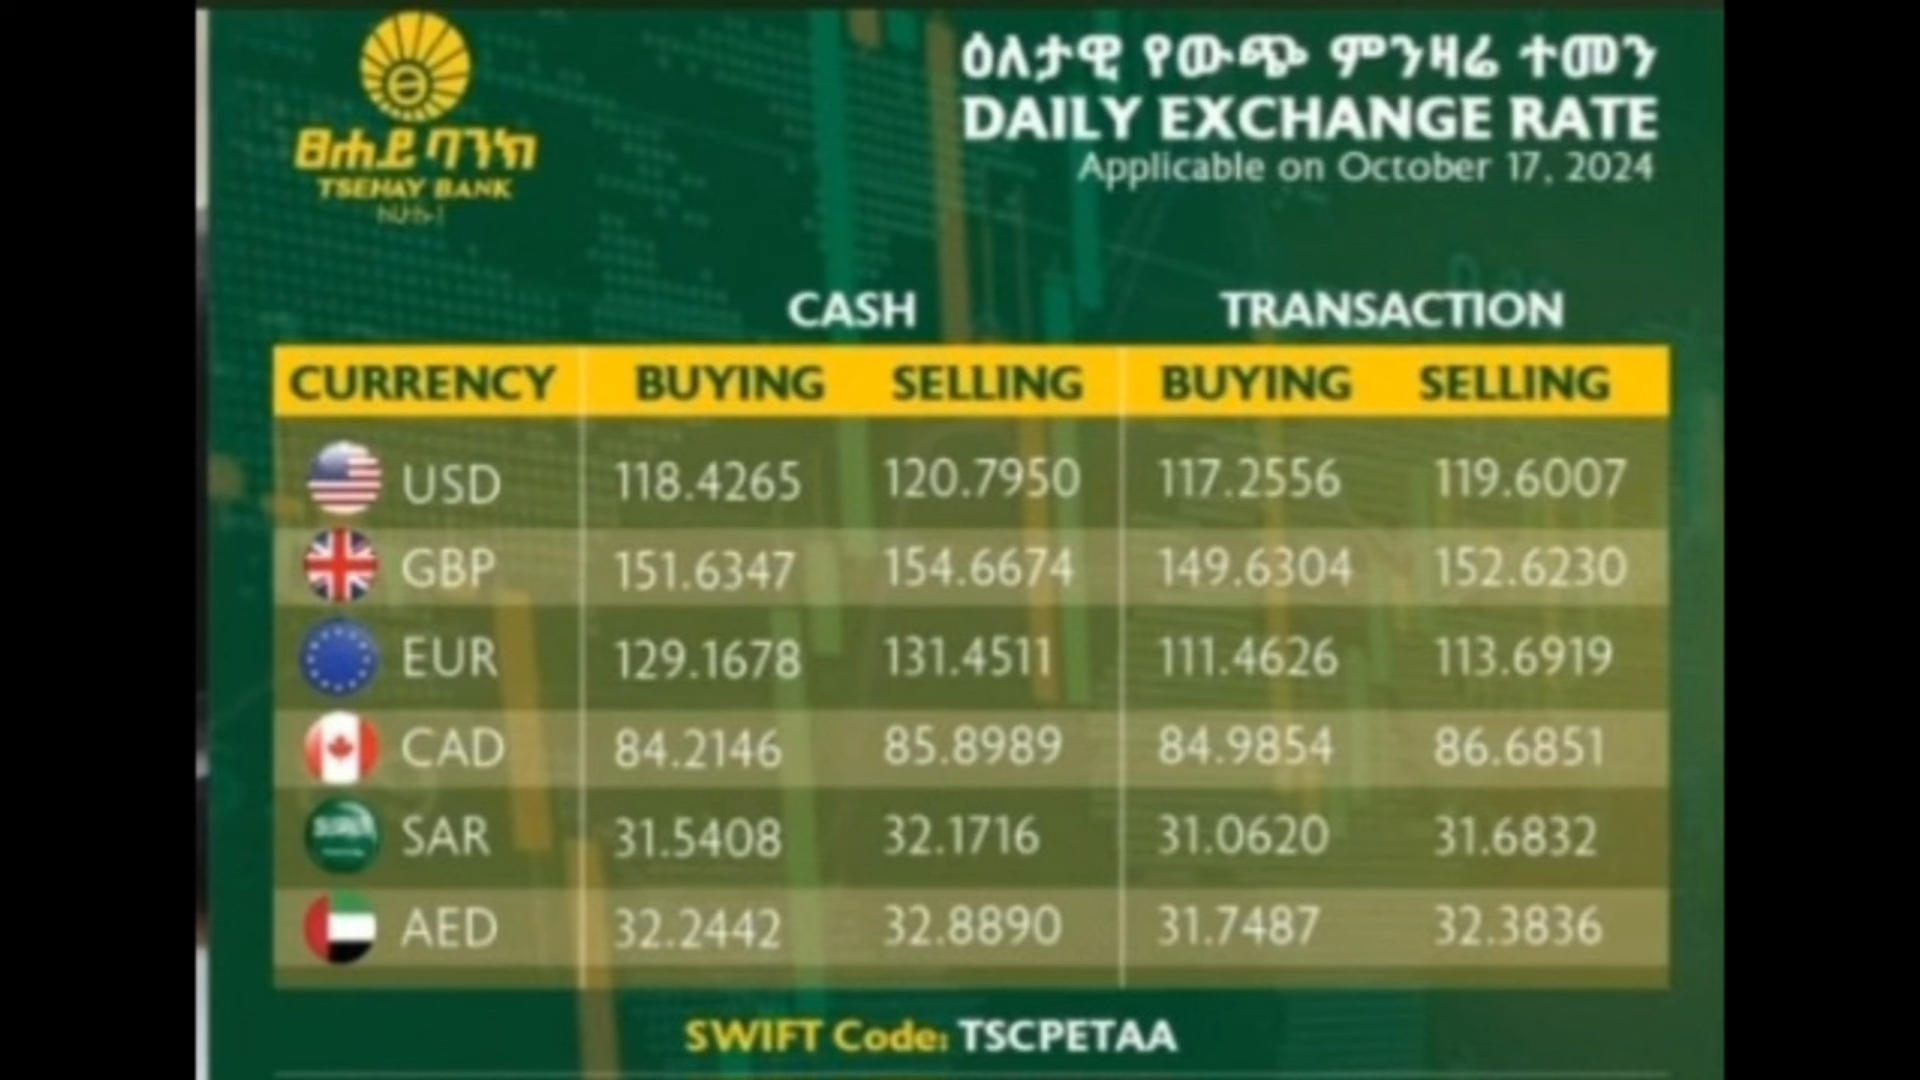 ዕለታዊ የውጭ ምንዛሬ ተመን
DAILY EXCHANGE RATE
Applicable on October 17, 2024
ፀሐይ ባንክ
TSEHAY BANK
ለሁሉ!
CASH TRANSACTION
CURRENCY BUYING SELLING BUYING SELLING
USD 118.4265 120.7950 117.2556 119.6007
GBP 151.6347 154.6674 149.6304 152.6230
EUR 129.1678 131.4511 111.4626 113.6919
CAD 84.2146 85.8989 84.9854 86.6851
SAR 31.5408 32.1716 31.0620 31.6832
AED 32.2442 32.8890 31.7487 32.3836
SWIFT Code: TSCPETAA